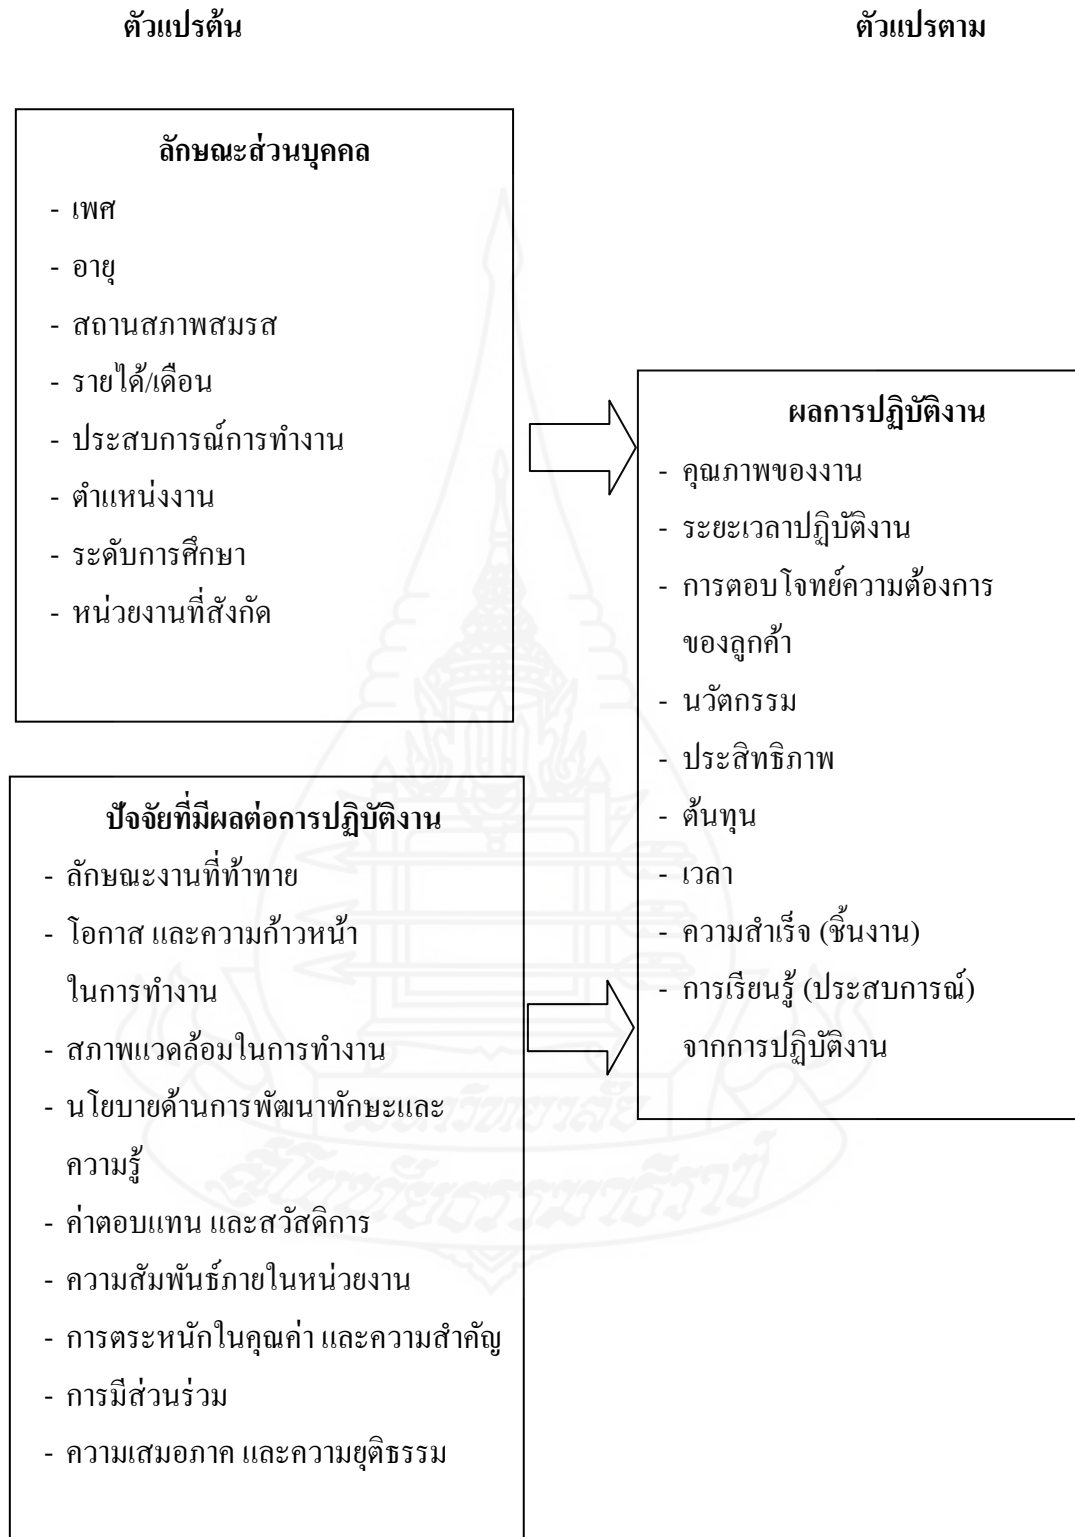 ตัวแปรต้น
ตัวแปรตาม
ลักษณะส่วนบุคคล
- เพศ
- อายุ
- สถานสภาพสมรส
- รายได้/เดือน
- ประสบการณ์การทำงาน
- ตำแหน่งงาน
- ระดับการศึกษา
- หน่วยงานที่สังกัด
ปัจจัยที่มีผลต่อการปฏิบัติงาน
- ลักษณะงานที่ท้าทาย
- โอกาส และความก้าวหน้า
ในการทำงาน
- สภาพแวดล้อมในการทำงาน
- นโยบายด้านการพัฒนาทักษะและ
ความรู้
- ค่าตอบแทน และสวัสดิการ
- ความสัมพันธ์ภายในหน่วยงาน
- การตระหนักในคุณค่า และความสำคัญ
- การมีส่วนร่วม
- ความเสมอภาค และความยุติธรรม
ผลการปฏิบัติงาน
- คุณภาพของงาน
- ระยะเวลาปฏิบัติงาน
- การตอบโจทย์ความต้องการ
ของลูกค้า
- นวัตกรรม
- ประสิทธิภาพ
- ต้นทุน
- เวลา
- ความสำเร็จ (ชิ้นงาน)
- การเรียนรู้ (ประสบการณ์)
จากการปฏิบัติงาน
มหาวิทยาลัย
สุโขทัยธรรมาธิราช